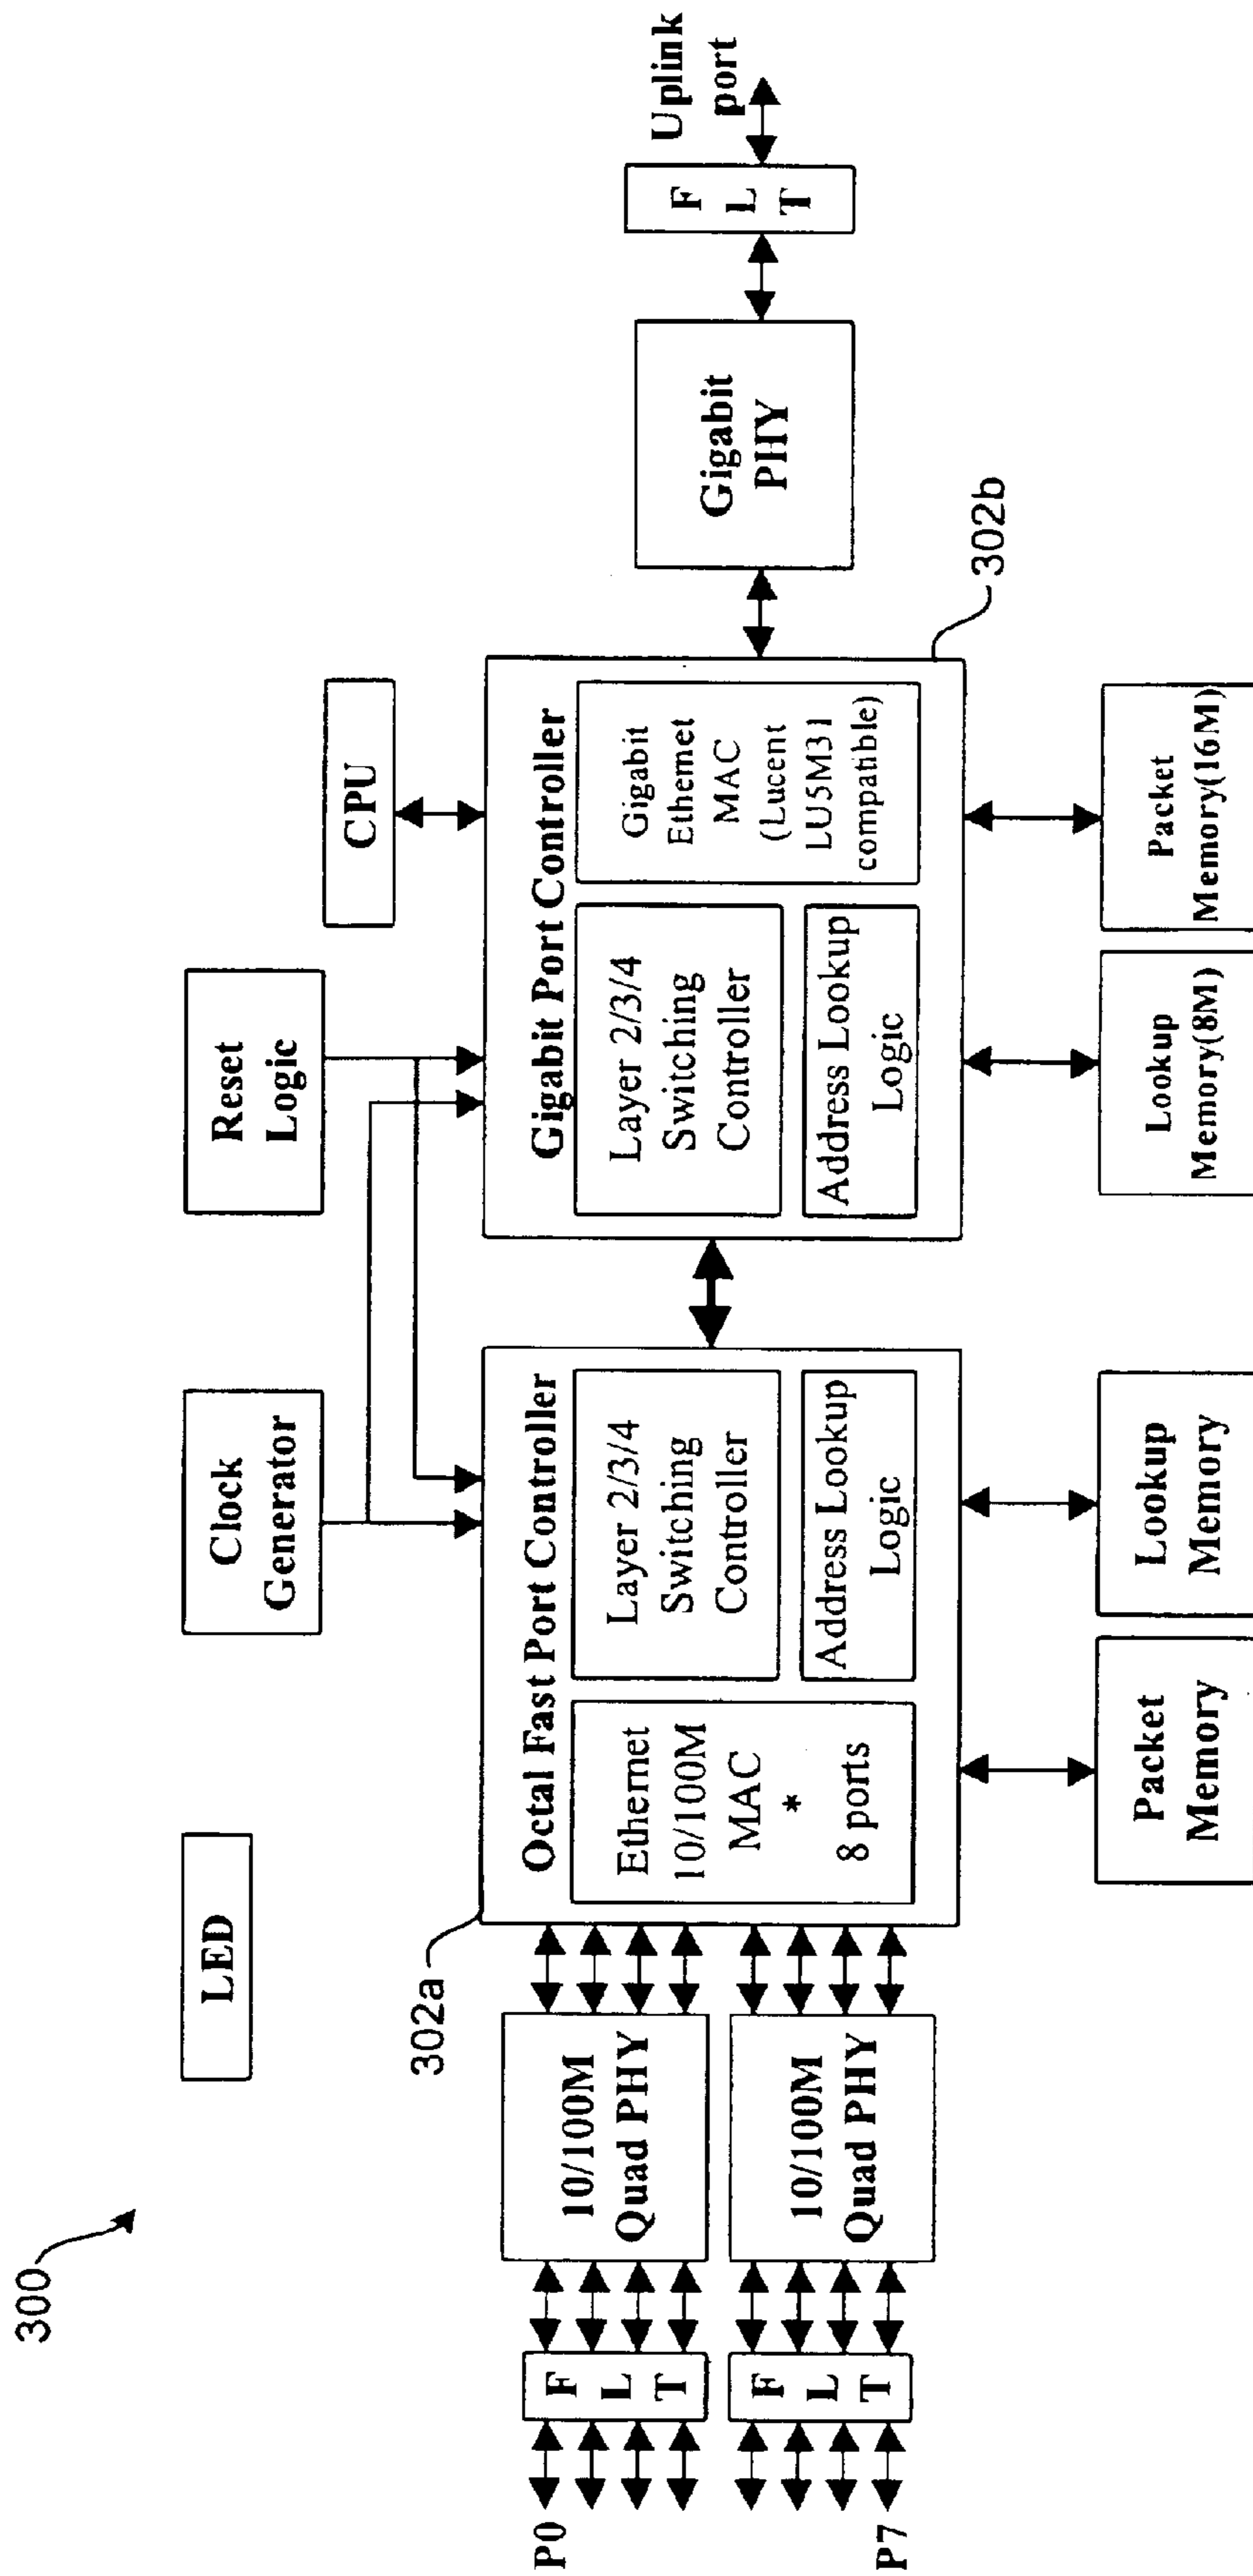 300
LED
Clock
Generator
Reset
Logic
CPU
302a
Octal Fast Port Controller
Ethernet
10/100M
MAC
*
8 ports
Layer 2/3/4
Switching
Controller
Address Lookup
Logic
Gigabit Port Controller
Layer 2/3/4
Switching
Controller
Address Lookup
Logic
Gigabit
Ethernet
MAC
(Lucent
LU5M31
compatible)
302b
P0
F
L
T
10/100M
Quad PHY
P7
F
L
T
10/100M
Quad PHY
Gigabit
PHY
F
L
T
Uplink
port
Packet
Memory
Lookup
Memory
Lookup
Memory(8M)
Packet
Memory(16M)